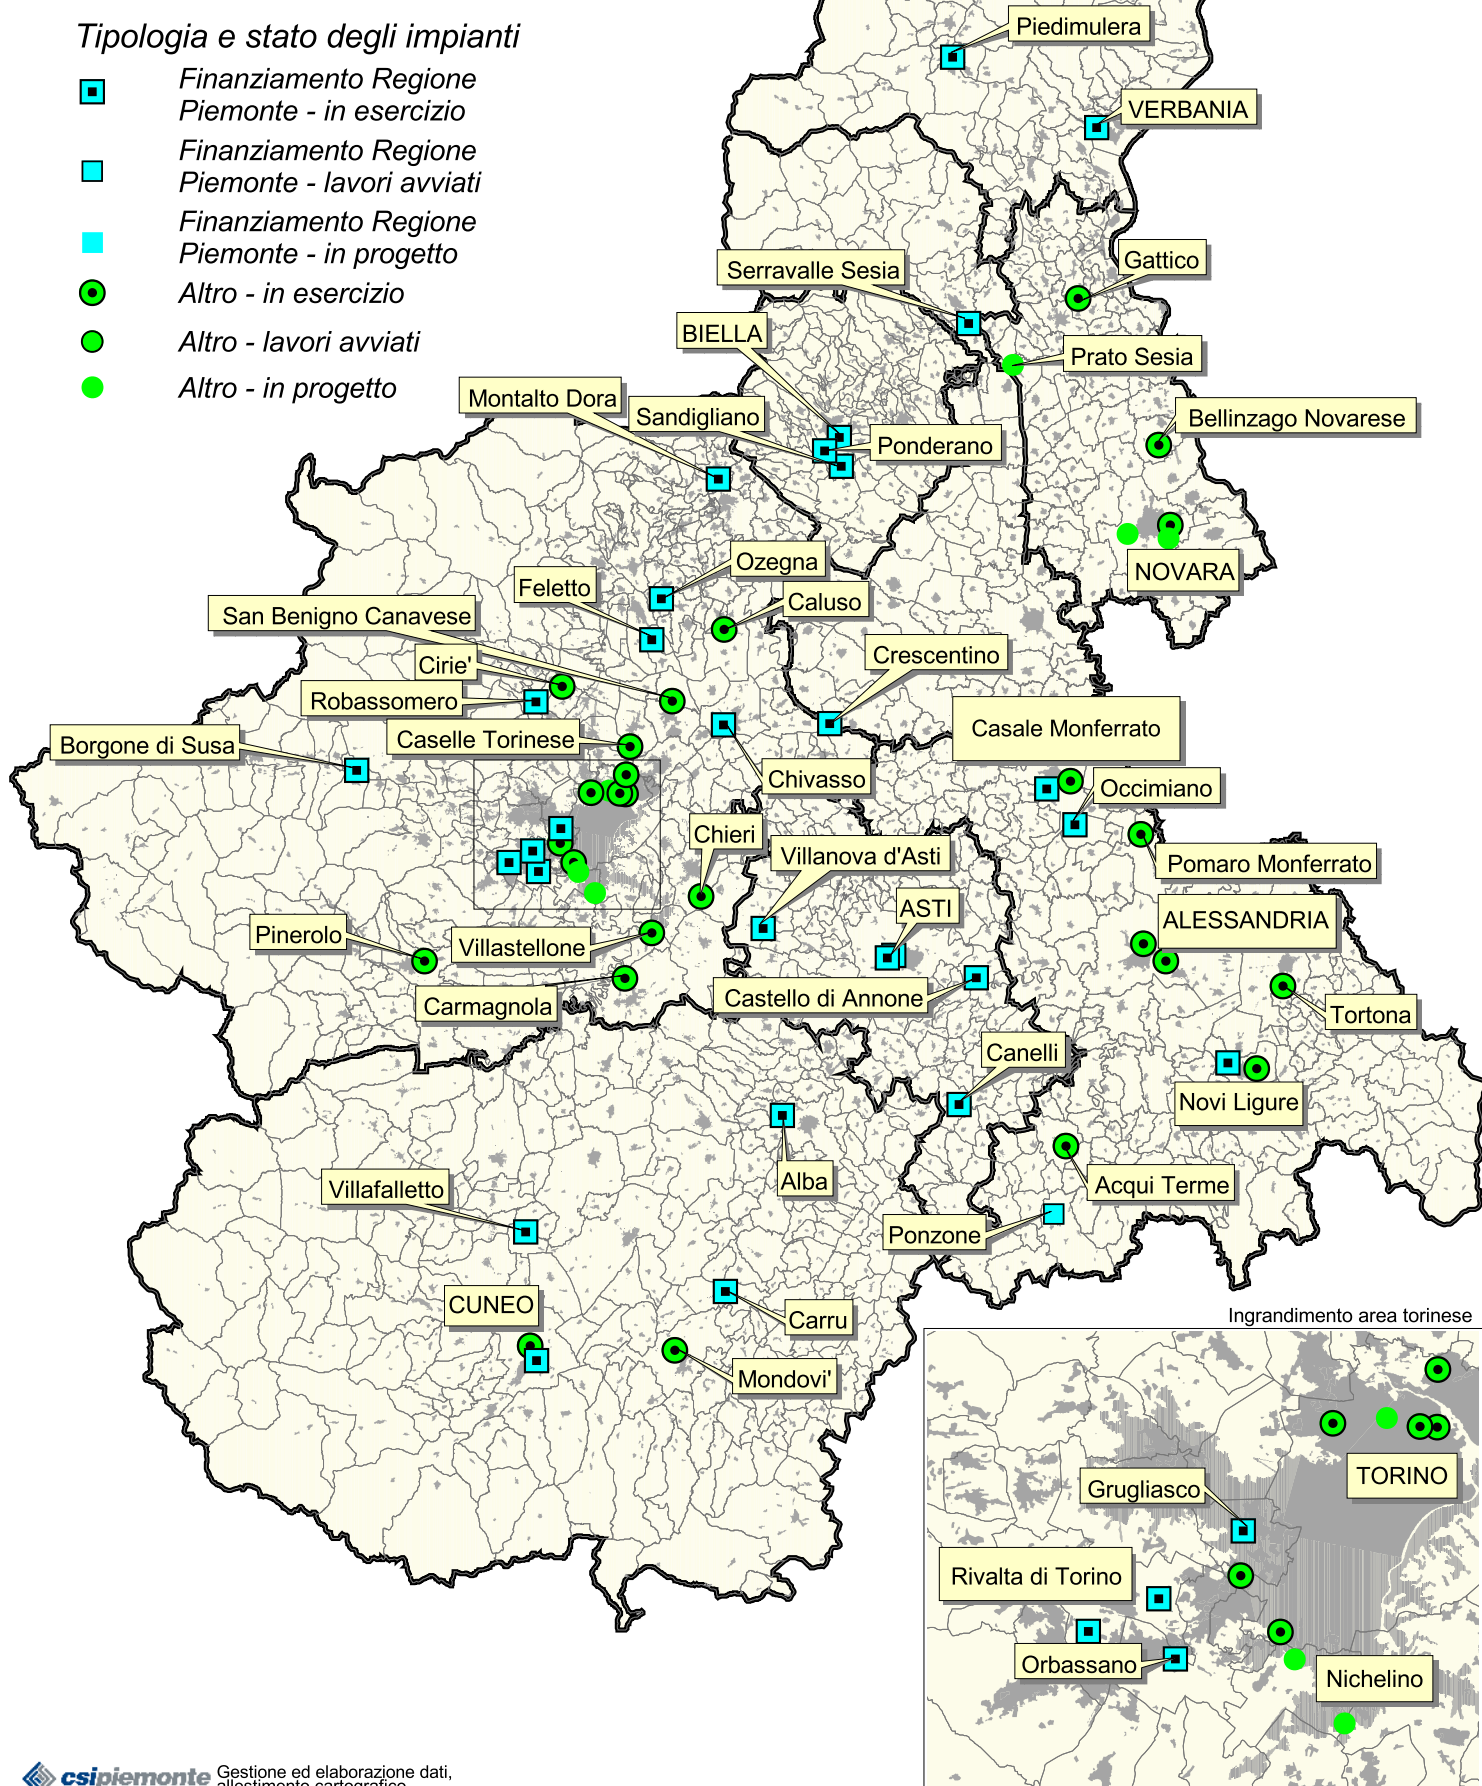 Tipologia e stato degli impianti
Finanziamento Regione
Piemonte - in esercizio
Finanziamento Regione
Piemonte - lavori avviati
Finanziamento Regione
Piemonte - in progetto
Altro - in esercizio
Altro - lavori avviati
Altro - in progetto
Piedimulera
VERBANIA
Gattico
Serravalle Sesia
BIELLA
Prato Sesia
Montalto Dora
Sandigliano
Bellinzago Novarese
Ponderano
Ozegna
NOVARA
Feletto
Caluso
San Benigno Canavese
Crescentino
Cirie'
Robassomero
Casale Monferrato
Caselle Torinese
Borgone di Susa
Chivasso
Occimiano
Chieri
Villanova d'Asti
Pomaro Monferrato
ASTI
ALESSANDRIA
Pinerolo
Villastellone
Castello di Annone
Carmagnola
Tortona
Canelli
Novi Ligure
Alba
Acqui Terme
Villafalletto
Ponzone
CUNEO
Carru
Mondovi'
Ingrandimento area torinese
TORINO
Grugliasco
Rivalta di Torino
Orbassano
Nichelino
csipiemonte
Gestione ed elaborazione dati,
allestimento cartografico